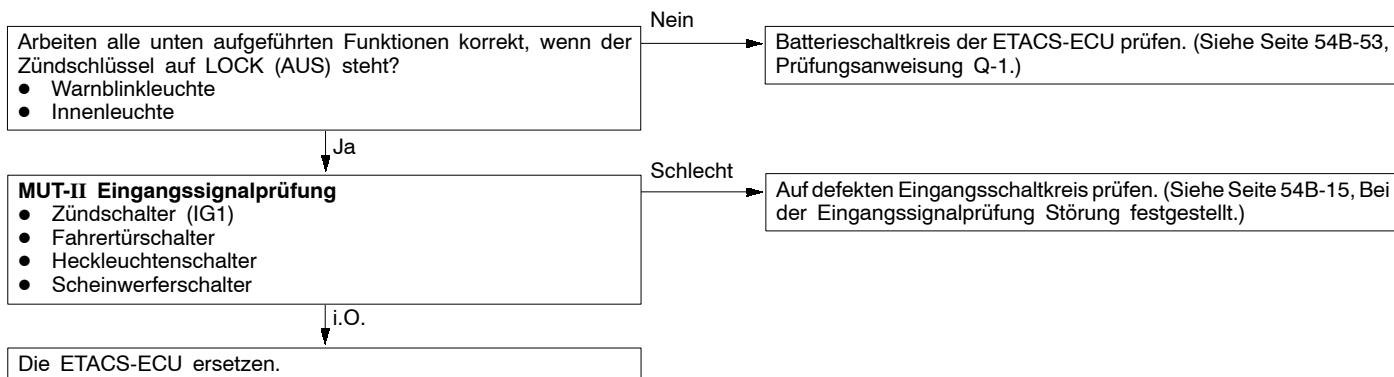 Arbeiten alle unten aufgeführten Funktionen korrekt, wenn der
Zündschlüssel auf LOCK (AUS) steht?
● Warnblinkleuchte
● Innenleuchte
Nein
Batterieschaltkreis der ETACS-ECU prüfen. (Siehe Seite 54B-53,
Prüfungsanweisung Q-1.)
Ja
MUT-II Eingangssignalprüfung
● Zündschalter (IG1)
● Fahrertürschalter
● Heckleuchtenschalter
● Scheinwerferschalter
Schlecht
Auf defekten Eingangsschaltkreis prüfen. (Siehe Seite 54B-15, Bei
der Eingangssignalprüfung Störung festgestellt.)
i.O.
Die ETACS-ECU ersetzen.